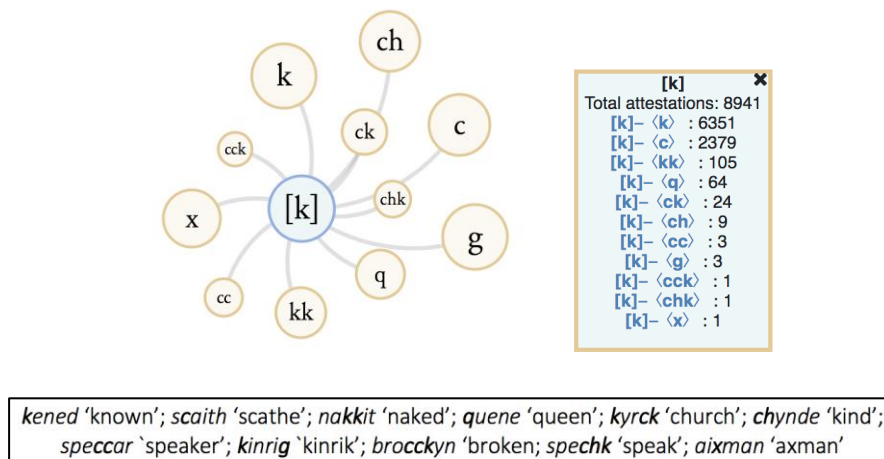 ch
k
ck
c
cck
chk
[k]
x
g
q
cc
kk
[k]
Total attestations: 8941
[k]– ⟨k⟩ : 6351
[k]– ⟨c⟩ : 2379
[k]– ⟨kk⟩ : 105
[k]– ⟨q⟩ : 64
[k]– ⟨ck⟩ : 24
[k]– ⟨ch⟩ : 9
[k]– ⟨cc⟩ : 3
[k]– ⟨g⟩ : 3
[k]– ⟨cck⟩ : 1
[k]– ⟨chk⟩ : 1
[k]– ⟨x⟩ : 1
kened ‘known’; scaith ‘scathe’; nakkit ‘naked’; quene ‘queen’; kyrck ‘church’; chynde ‘kind’;
speccar `speaker’; kinrig `kinrik’; brocckyn ‘broken; spechk ‘speak’; aixman ‘axman’